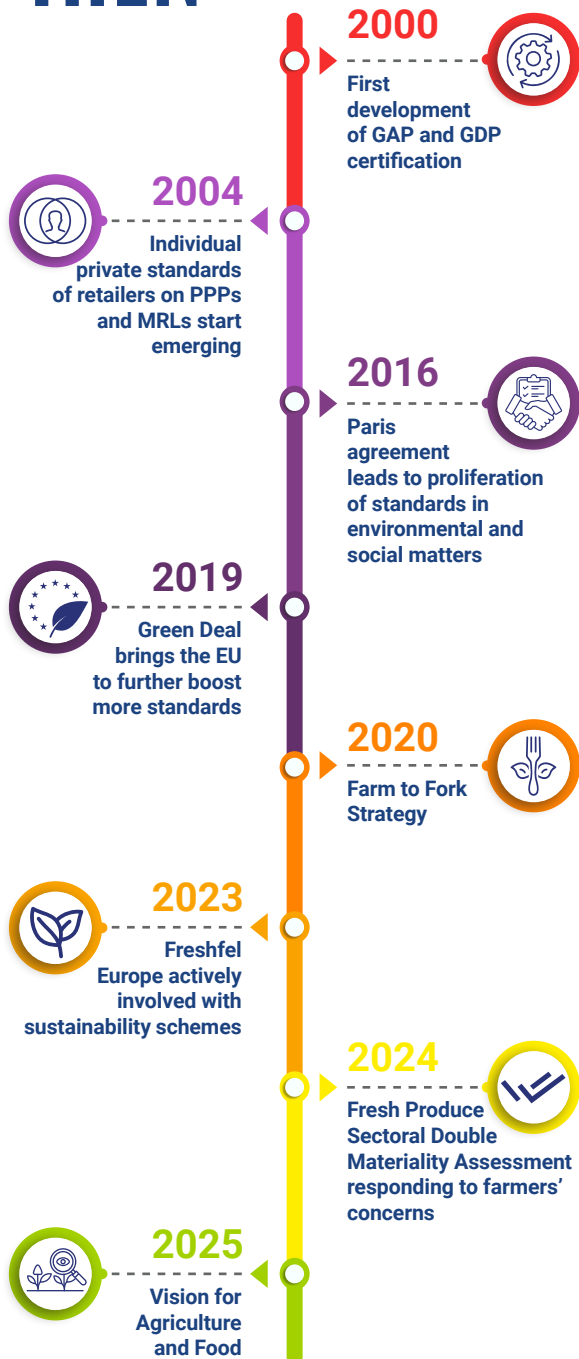 2000
First
development
of GAP and GDP
certification
2004
Individual
private standards
of retailers on PPPs
and MRLs start
emerging
2016
Paris
agreement
leads to proliferation
of standards in
environmental and
social matters
2019
Green Deal
brings the EU
to further boost
more standards
2020
Farm to Fork
Strategy
2023
Freshfel
Europe actively
involved with
sustainability schemes
2024
Fresh Produce
Sectoral Double
Materiality Assessment
responding to farmers’
concerns
2025
Vision for
Agriculture
and Food